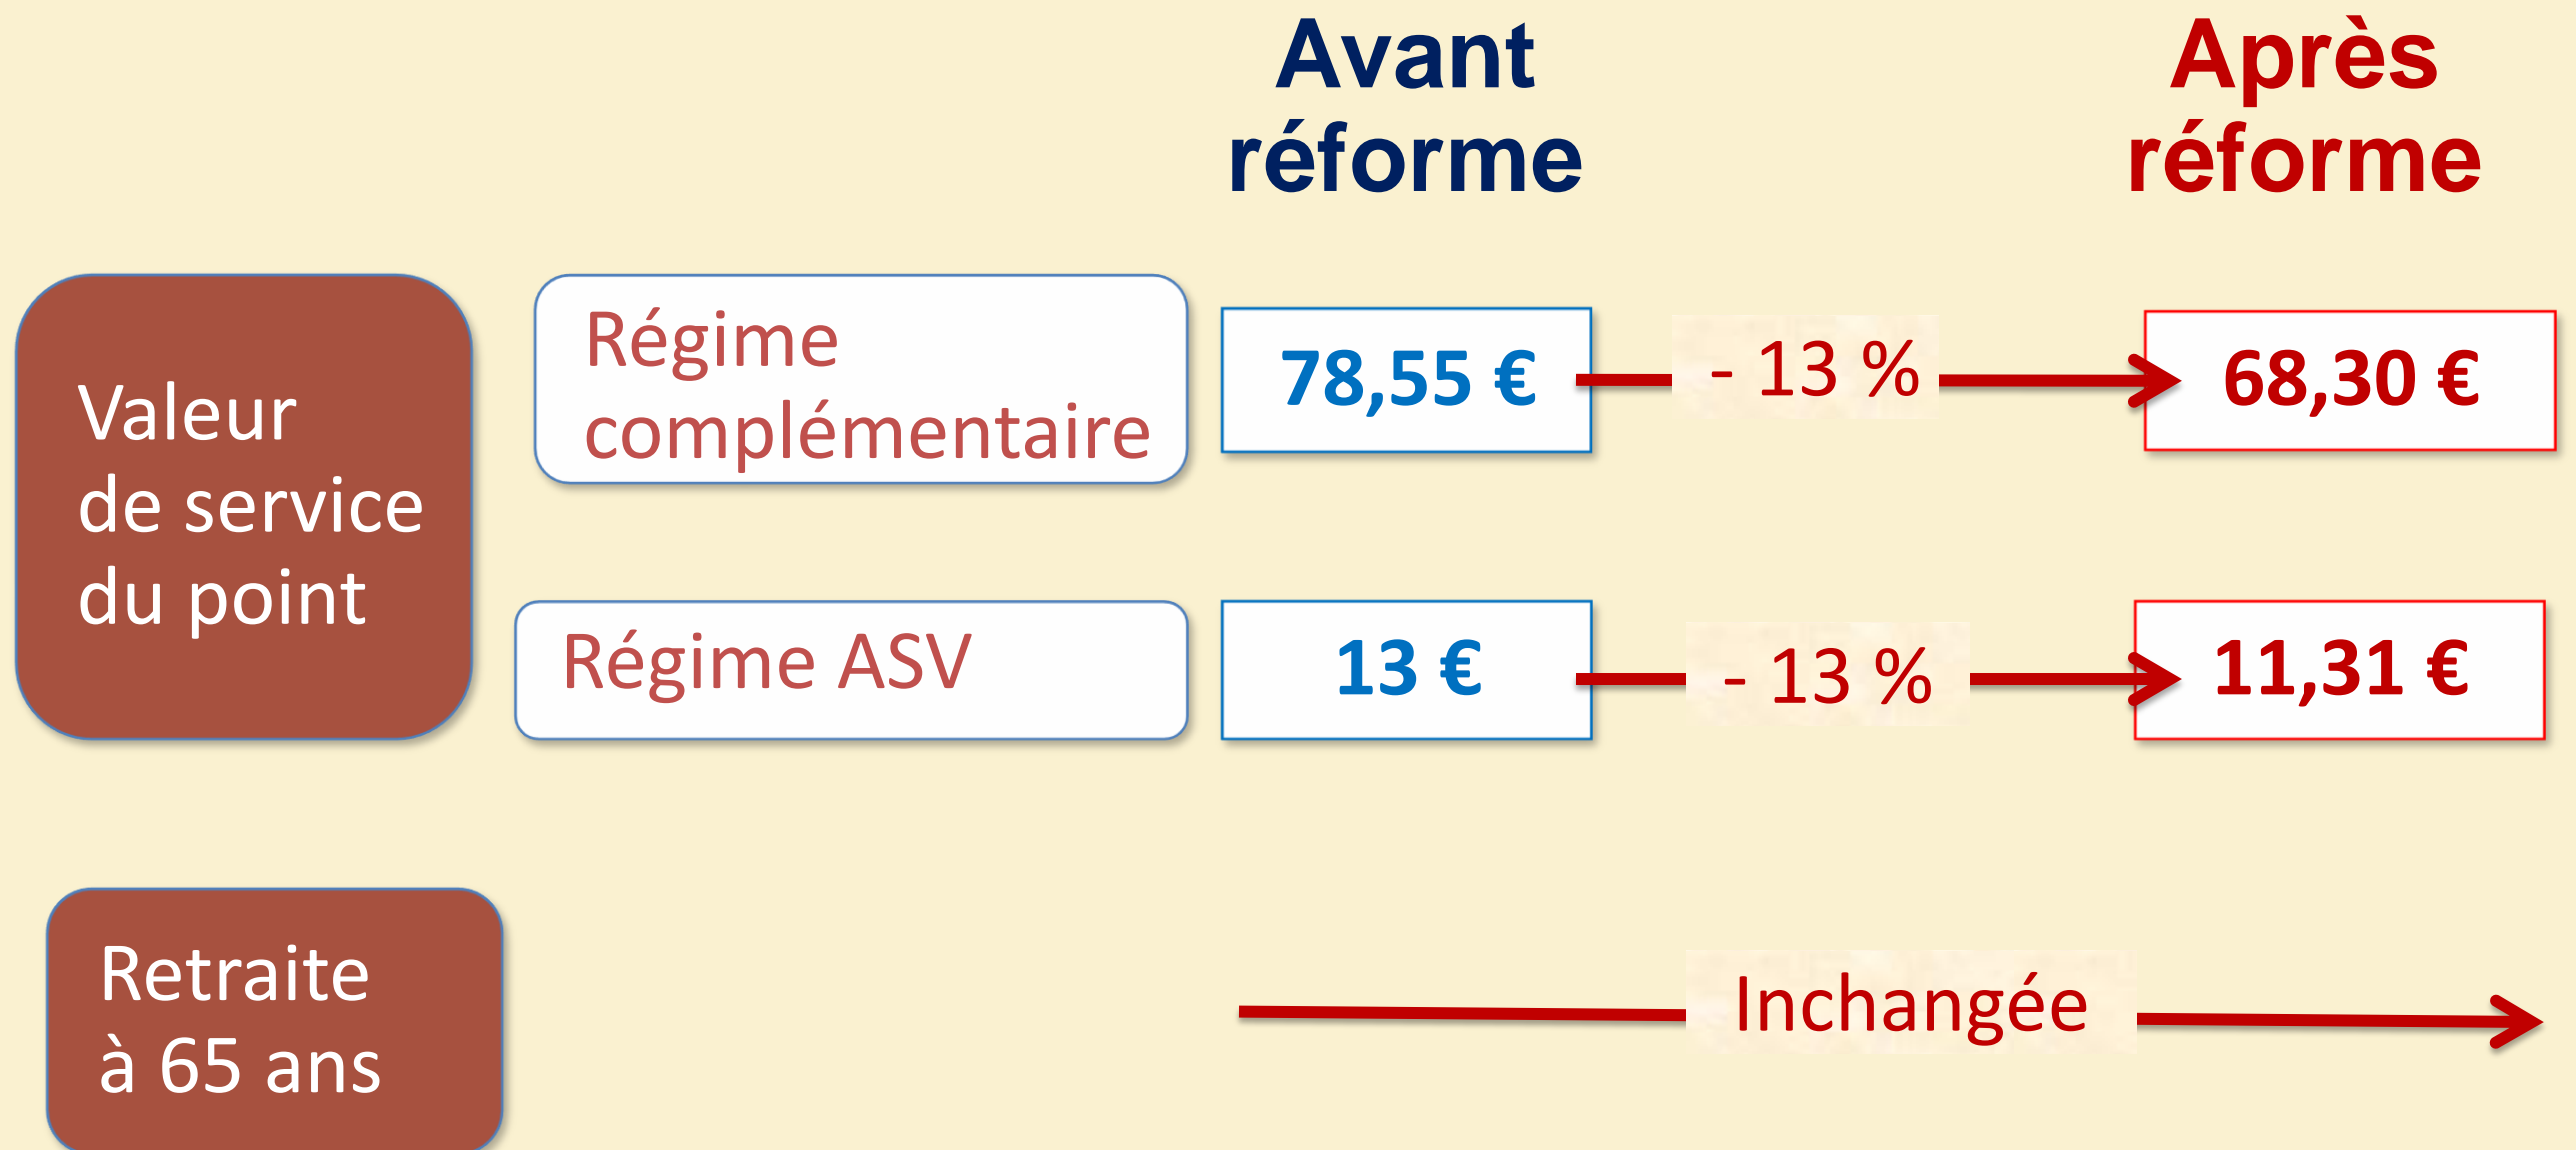 Avant
réforme
Après
réforme
Valeur
de service
du point
Régime
complémentaire
78,55 €
- 13 %
68,30 €
Régime ASV
13 €
- 13 %
11,31 €
Retraite
à 65 ans
Inchangée